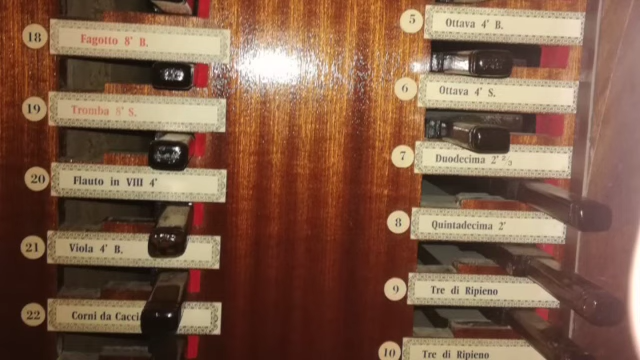 18 Fagotto 8' B.
19 Tromba 8' S.
20 Flauto in VIII 4'
21 Viola 4' B.
22 Corni da
5 Ottava 4' B.
6 Ottava 4' S.
7 Duodecima 2' 2/3
8 Quintadecima 2'
9 Tre di Ripieno
10 Tre di Ripieno